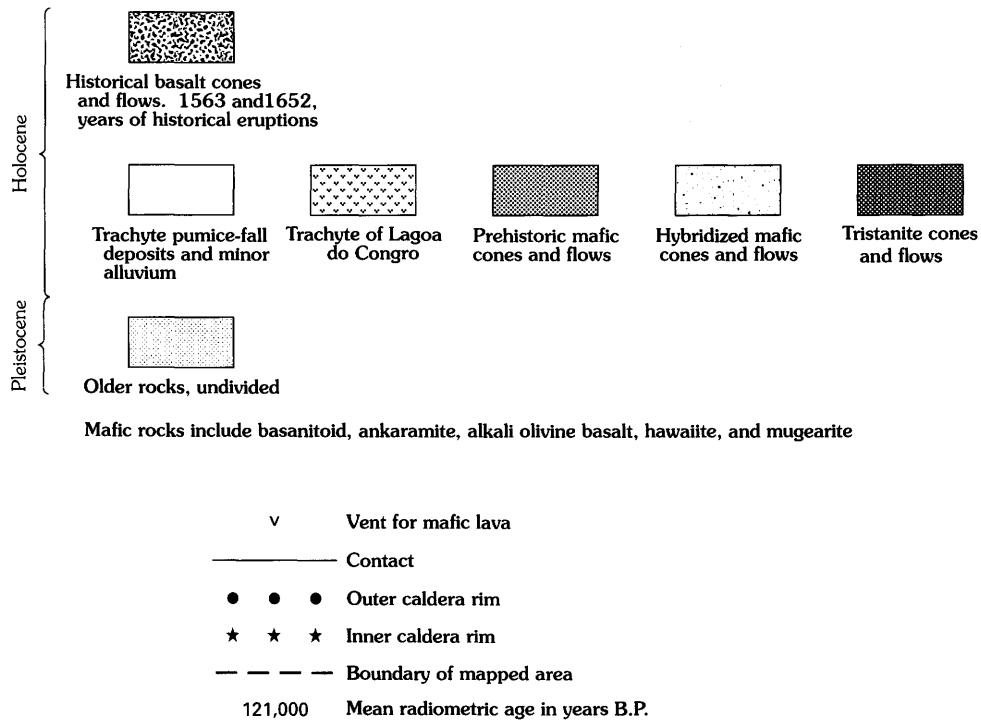 Holocene
Historical basalt cones
and flows. 1563 and1652,
years of historical eruptions
Trachyte pumice-fall
deposits and minor
alluvium
Trachyte of Lagoa
do Congro
Prehistoric mafic
cones and flows
Hybridized mafic
cones and flows
Tristanite cones
and flows
Pleistocene
Older rocks, undivided
Mafic rocks include basanitoid, ankaramite, alkali olivine basalt, hawaiite, and mugearite
v Vent for mafic lava
Contact
Outer caldera rim
Inner caldera rim
Boundary of mapped area
121,000 Mean radiometric age in years B.P.